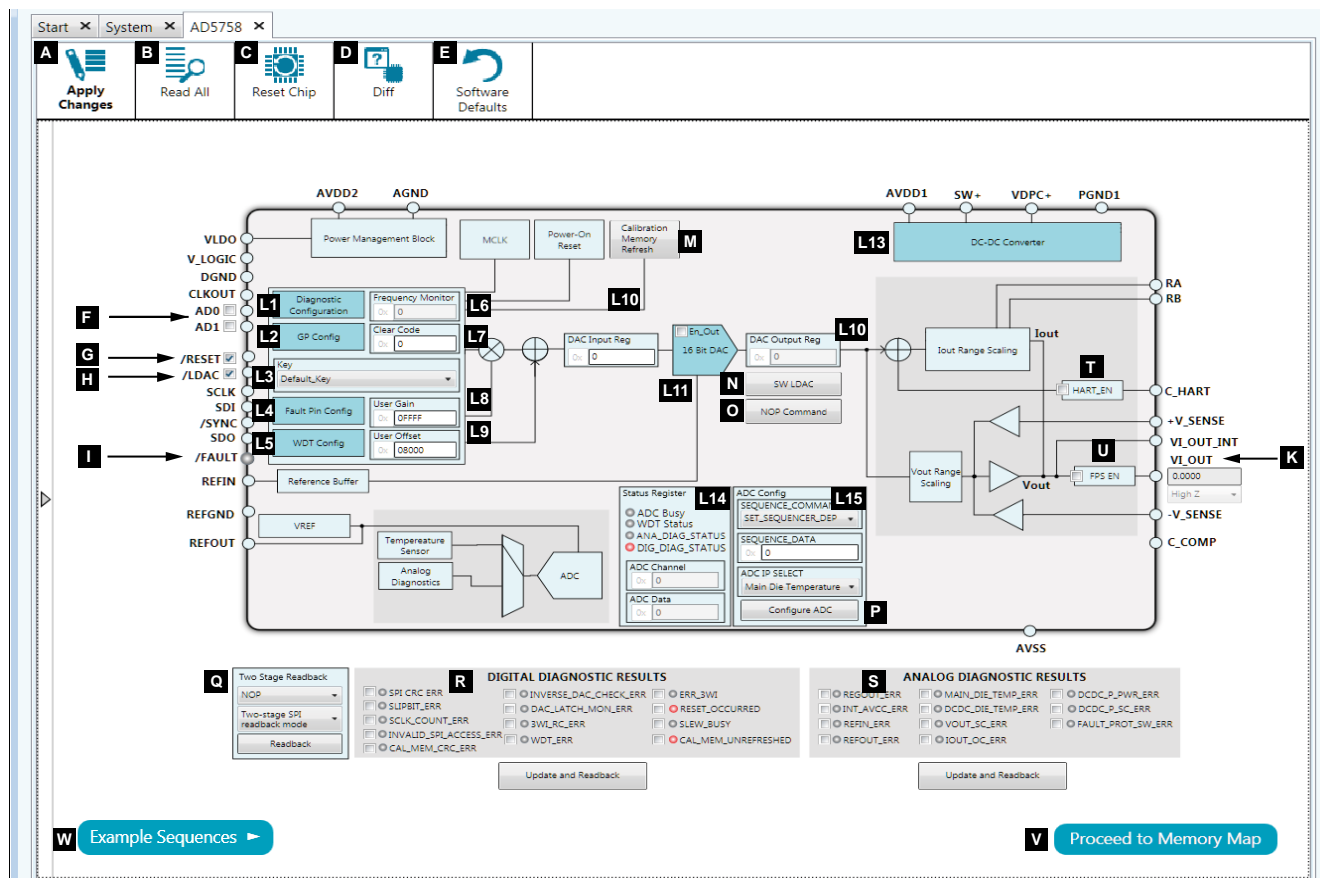 Start × System × AD5758 ×
A B C D E
Apply Changes
Read All
Reset Chip
Diff
Software Defaults
AVDD2 AGND
AVDD1 SW+ VDPC+ PGND1
VLDO
V_LOGIC
DGND
CLKOUT
AD0
AD1
/RESET
/LDAC
SCLK
SDI
/SYNC
SDO
/FAULT
REFIN
REFGND
REFOUT
F
G
H
I
Power Management Block
MCLK
Power-On Reset
Calibration Memory Refresh
M
L13
DC-DC Converter
L1
Diagnostic Configuration
Frequency Monitor
0x 0
L6
L10
L2
GP Config
Clear Code
0x 0
L7
L3
Key
Default_Key
L8
L4
Fault Pin Config
User Gain
0x 0FFFF
L9
L5
WDT Config
User Offset
0x 08000
DAC Input Reg
0x 0
En_Out
16 Bit DAC
L11
DAC Output Reg
0x 0
L10
N
SW LDAC
O
NOP Command
Iout Range Scaling
Iout
T
HART_EN
U
FPS EN
Vout Range Scaling
Vout
RA
RB
C_HART
+V_SENSE
VI_OUT_INT
VI_OUT
K
0.0000
High Z
-V_SENSE
C_COMP
Reference Buffer
VREF
Tempereature Sensor
Analog Diagnostics
ADC
Status Register
L14
ADC Busy
WDT Status
ANA_DIAG_STATUS
DIG_DIAG_STATUS
ADC Channel
0x 0
ADC Data
0x 0
ADC Config
L15
SEQUENCE_COMMA
SET_SEQUENCER_DEP
SEQUENCE_DATA
0x 0
ADC IP SELECT
Main Die Temperature
Configure ADC
P
AVSS
Q
Two Stage Readback
NOP
Two-stage SPI readback mode
Readback
R
DIGITAL DIAGNOSTIC RESULTS
SPI CRC ERR
SLIPBIT_ERR
SCLK_COUNT_ERR
INVALID_SPI_ACCESS_ERR
CAL_MEM_CRC_ERR
INVERSE_DAC_CHECK_ERR
DAC_LATCH_MON_ERR
3WI_RC_ERR
WDT_ERR
ERR_3WI
RESET_OCCURRED
SLEW_BUSY
CAL_MEM_UNREFRESHED
Update and Readback
S
ANALOG DIAGNOSTIC RESULTS
REGOUT_ERR
INT_AVCC_ERR
REFIN_ERR
REFOUT_ERR
MAIN_DIE_TEMP_ERR
DCDC_DIE_TEMP_ERR
VOUT_SC_ERR
IOUT_OC_ERR
DCDC_P_PWR_ERR
DCDC_P_SC_ERR
FAULT_PROT_SW_ERR
Update and Readback
W
Example Sequences
V
Proceed to Memory Map